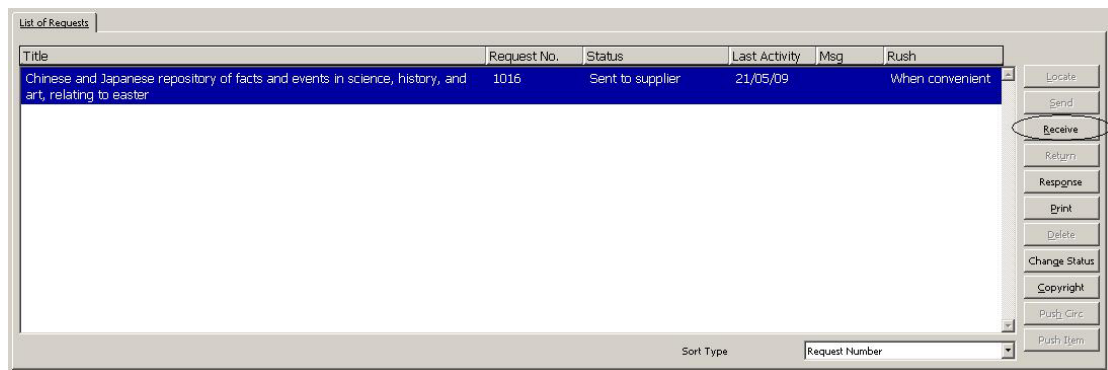 List of Requests
Title Request No. Status Last Activity Msg Rush
Chinese and Japanese repository of facts and events in science, history, and 1016 Sent to supplier 21/05/09 When convenient
art, relating to easter
Locate
Send
Receive
Return
Response
Print
Delete
Change Status
Copyright
Push Circ
Push Item
Sort Type Request Number